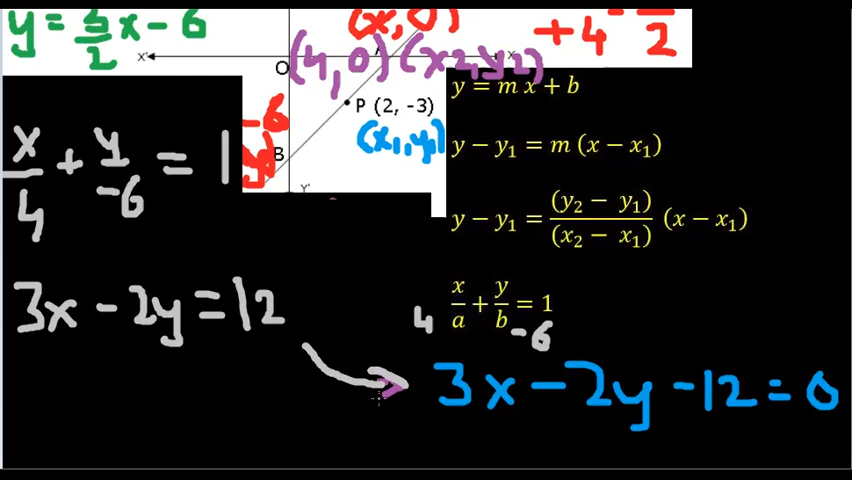 y = 3/2 x - 6
(x, 0)
+4 - 2
x'
A
x
O
(4, 0) (x2, y2)
P (2, -3)
-6
(x₁, y₁)
B
Y'
y = m x + b
y − y₁ = m (x − x₁)
y − y₁ = (y₂ − y₁)/(x₂ − x₁) (x − x₁)
x/4 + y/-6 = 1
x/a + y/b = 1
4
-6
3x - 2y = 12
3x - 2y - 12 = 0